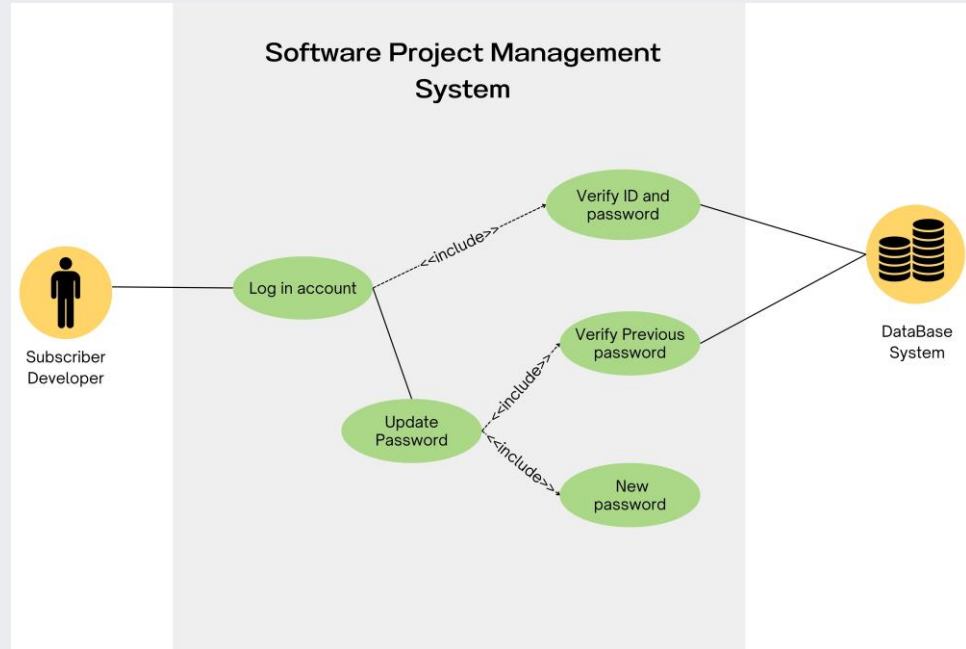 Software Project Management
System
Verify ID and
password
<<include>>
Log in account
Subscriber
Developer
Verify Previous
password
DataBase
System
<<include>>
Update
Password
<<include>>
New
password